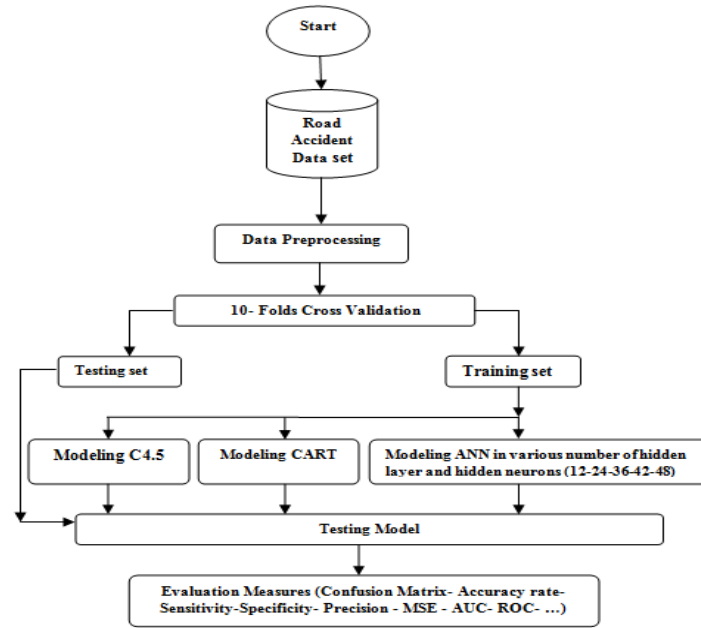 Start
Road
Accident
Data set
Data Preprocessing
10- Folds Cross Validation
Testing set
Training set
Modeling C4.5
Modeling CART
Modeling ANN in various number of hidden
layer and hidden neurons (12-24-36-42-48)
Testing Model
Evaluation Measures (Confusion Matrix- Accuracy rate-
Sensitivity-Specificity- Precision - MSE - AUC- ROC- ...)